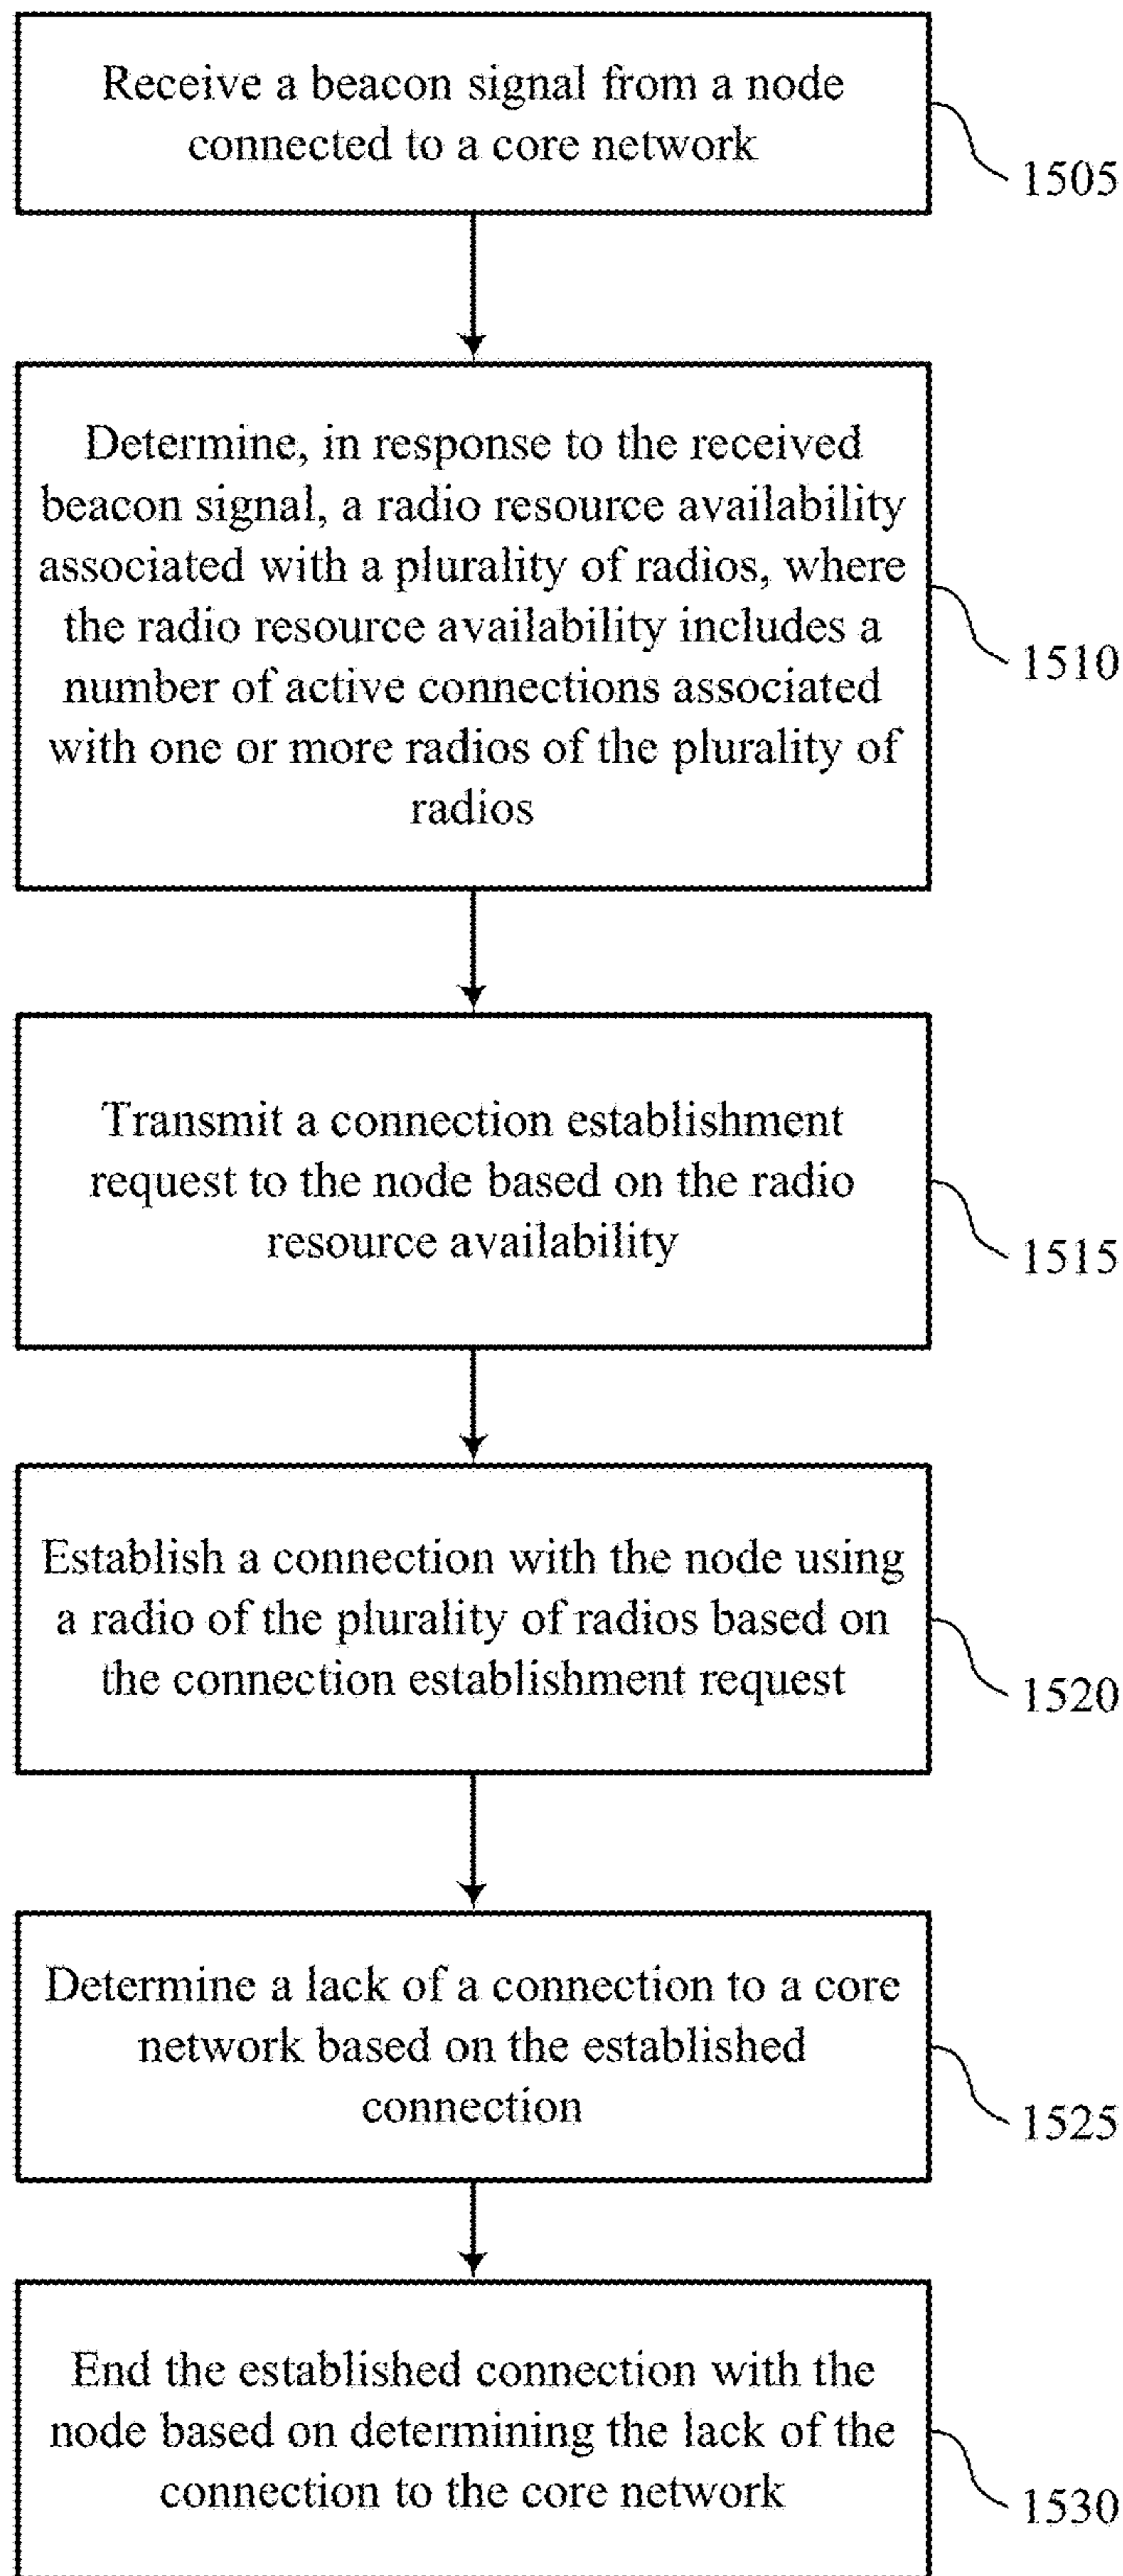 Receive a beacon signal from a node
connected to a core network
1505
Determine, in response to the received
beacon signal, a radio resource availability
associated with a plurality of radios, where
the radio resource availability includes a
number of active connections associated
with one or more radios of the plurality of
radios
1510
Transmit a connection establishment
request to the node based on the radio
resource availability
1515
Establish a connection with the node using
a radio of the plurality of radios based on
the connection establishment request
1520
Determine a lack of a connection to a core
network based on the established
connection
1525
End the established connection with the
node based on determining the lack of the
connection to the core network
1530